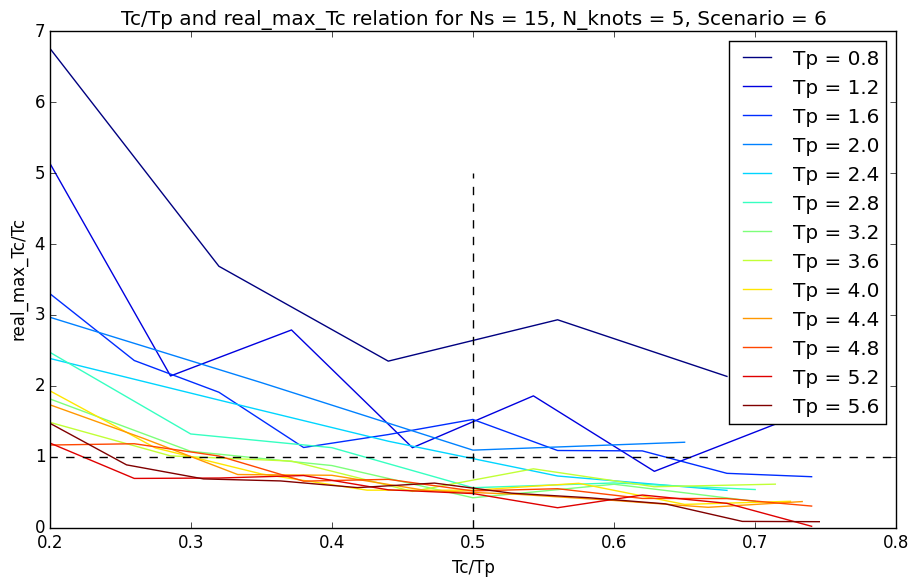 Tc/Tp and real_max_Tc relation for Ns = 15, N_knots = 5, Scenario = 6
7
6
5
4
3
2
1
0
real_max_Tc/Tc
Tp = 0.8
Tp = 1.2
Tp = 1.6
Tp = 2.0
Tp = 2.4
Tp = 2.8
Tp = 3.2
Tp = 3.6
Tp = 4.0
Tp = 4.4
Tp = 4.8
Tp = 5.2
Tp = 5.6
0.2 0.3 0.4 0.5 0.6 0.7 0.8
Tc/Tp